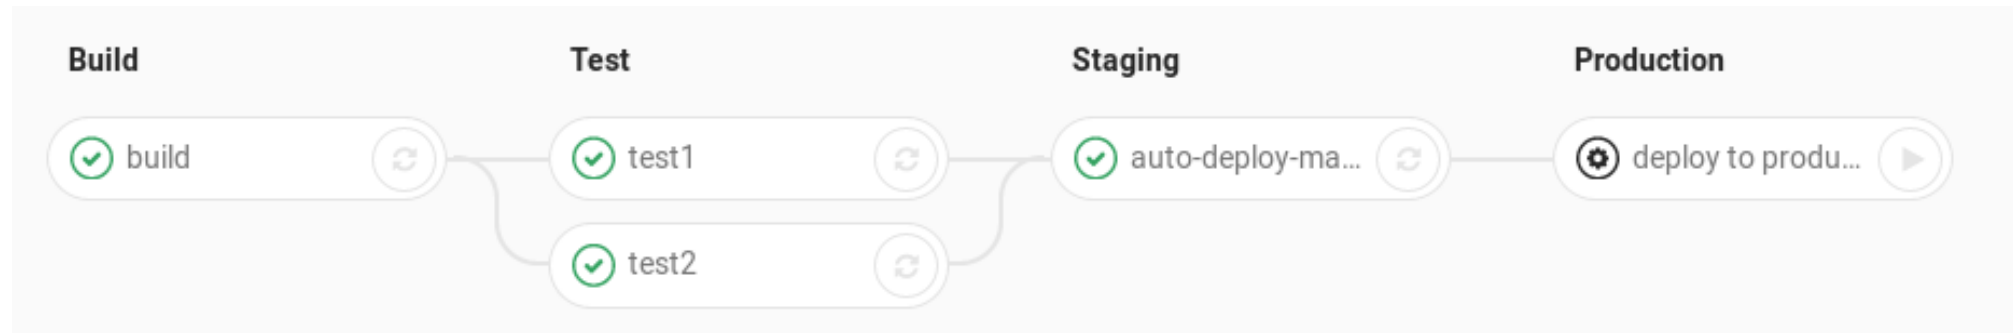 Build Test Staging Production
build test1 auto-deploy-ma... deploy to produ...
test2